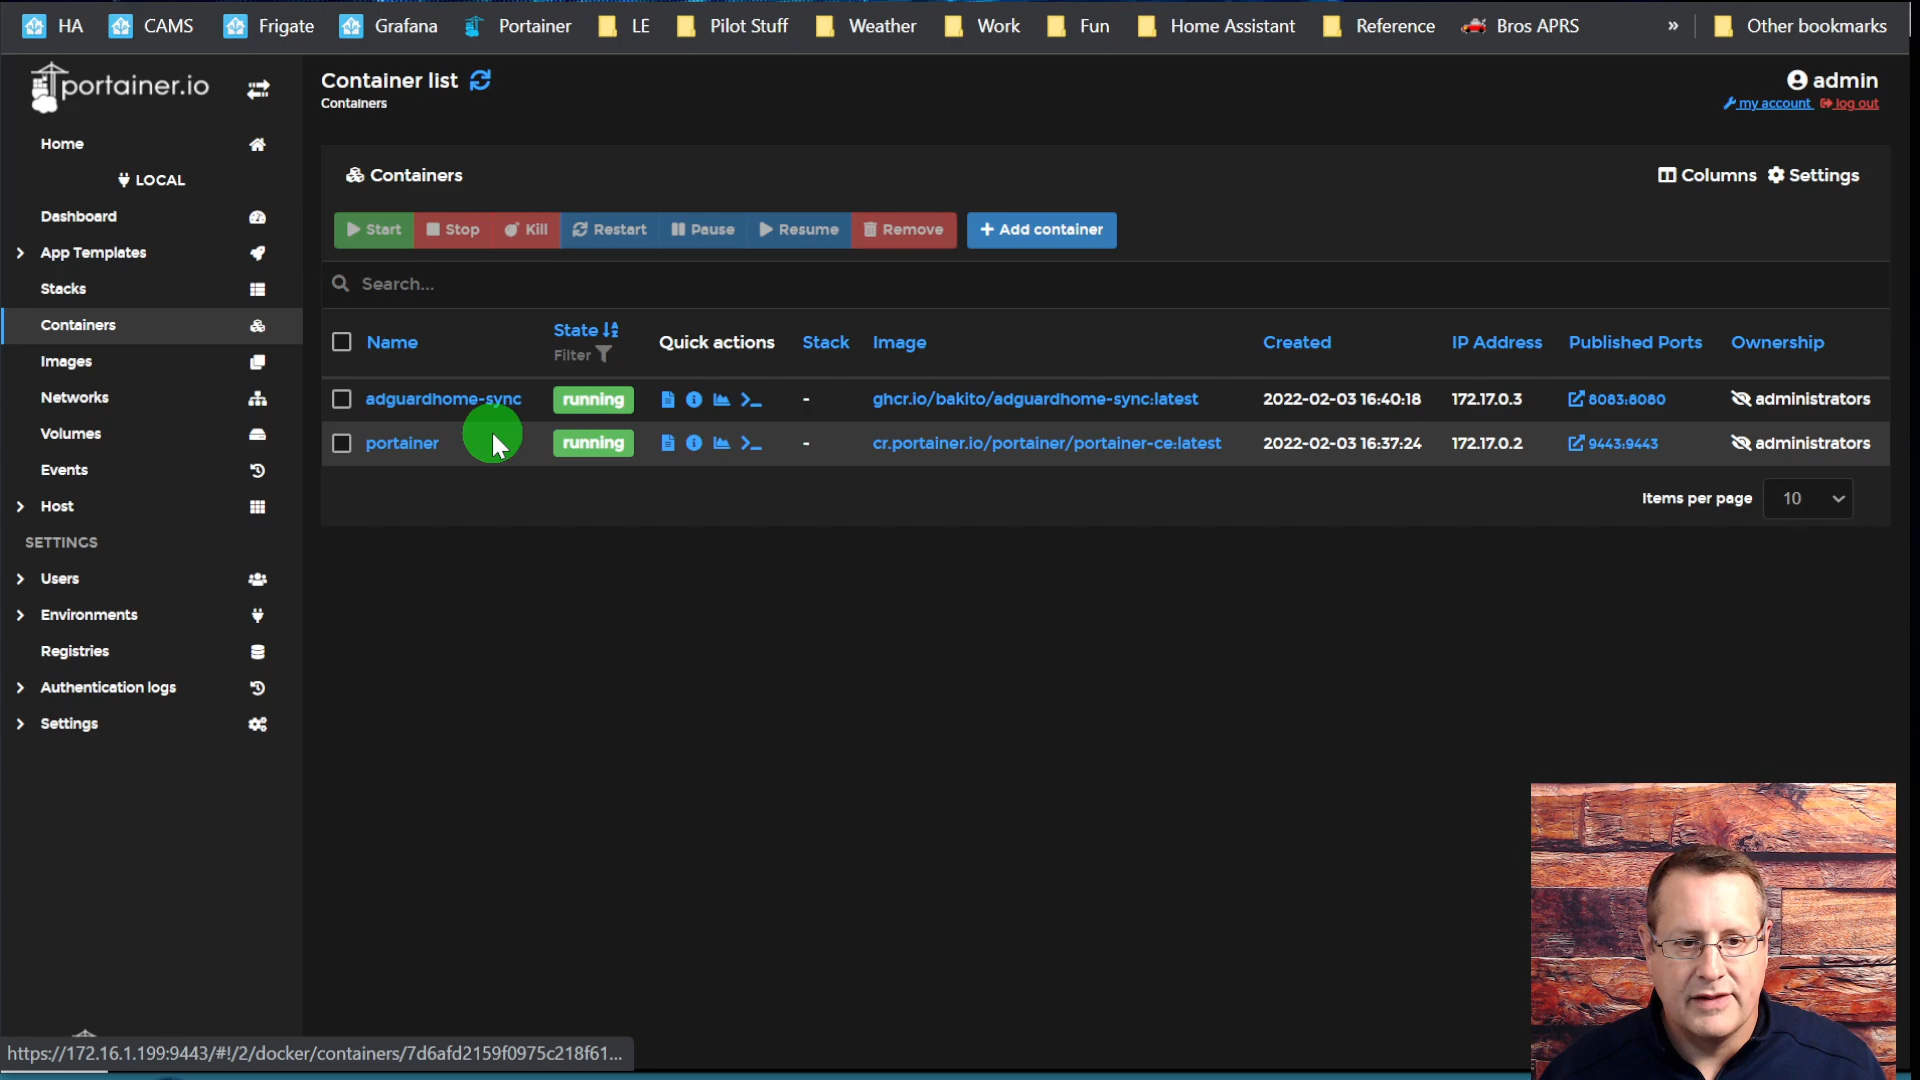 HA CAMS Frigate Grafana Portainer LE Pilot Stuff Weather Work Fun Home Assistant Reference Bros APRS » Other bookmarks
portainer.io
Container list
Containers
admin
my account log out
Home
LOCAL
Dashboard
App Templates
Stacks
Containers
Images
Networks
Volumes
Events
Host
SETTINGS
Users
Environments
Registries
Authentication logs
Settings
Containers
Columns Settings
Start Stop Kill Restart Pause Resume Remove + Add container
Search...
Name State Filter Quick actions Stack Image Created IP Address Published Ports Ownership
adguardhome-sync running - ghcr.io/bakito/adguardhome-sync:latest 2022-02-03 16:40:18 172.17.0.3 8083:8080 administrators
portainer running - cr.portainer.io/portainer/portainer-ce:latest 2022-02-03 16:37:24 172.17.0.2 9443:9443 administrators
Items per page 10
https://172.16.1.199:9443/#!/2/docker/containers/7d6afd2159f0975c218f61...